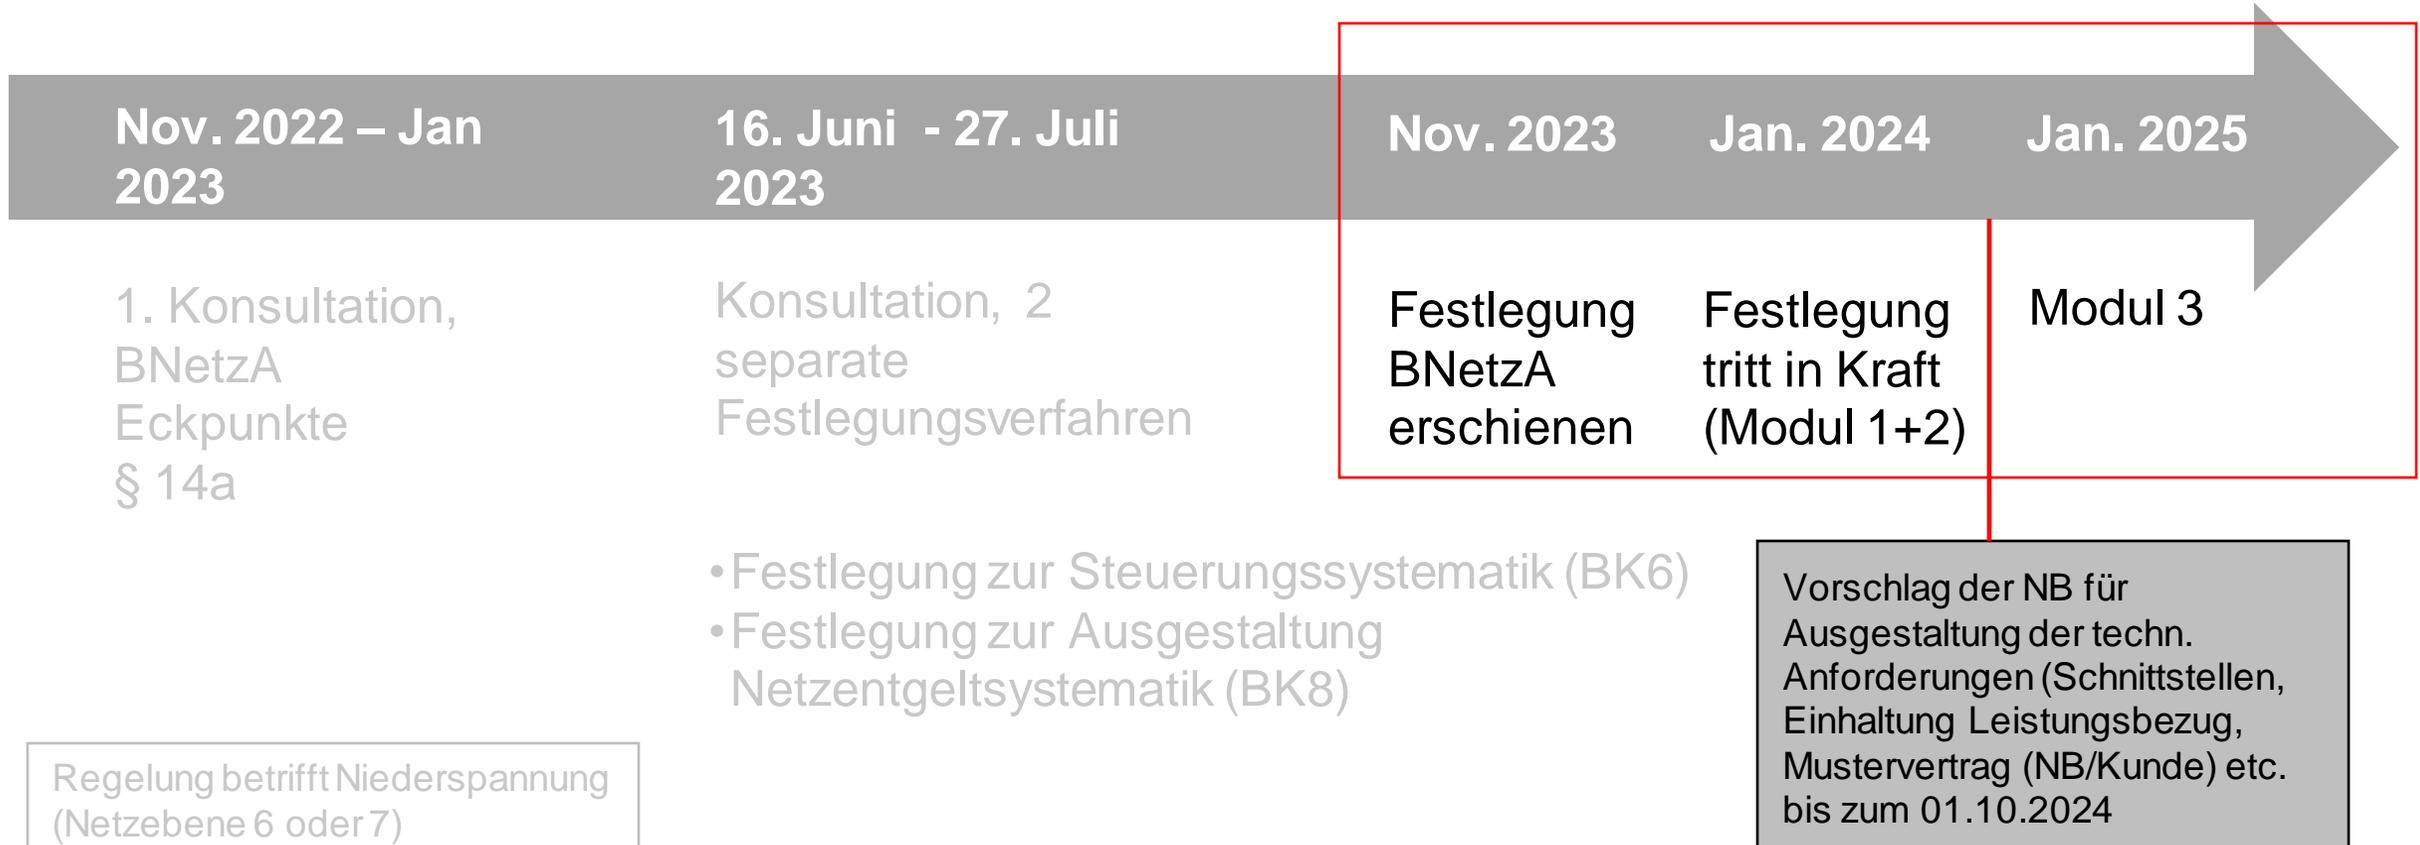 Nov. 2022 – Jan
2023
16. Juni - 27. Juli
2023
Nov. 2023
Jan. 2024
Jan. 2025
1. Konsultation,
BNetzA
Eckpunkte
§ 14a
Konsultation, 2
separate
Festlegungsverfahren
Festlegung
BNetzA
erschienen
Festlegung
tritt in Kraft
(Modul 1+2)
Modul 3
•Festlegung zur Steuerungssystematik (BK6)
•Festlegung zur Ausgestaltung
Netzentgeltsystematik (BK8)
Vorschlag der NB für
Ausgestaltung der techn.
Anforderungen (Schnittstellen,
Einhaltung Leistungsbezug,
Mustervertrag (NB/Kunde) etc.
bis zum 01.10.2024
Regelung betrifft Niederspannung
(Netzebene 6 oder 7)